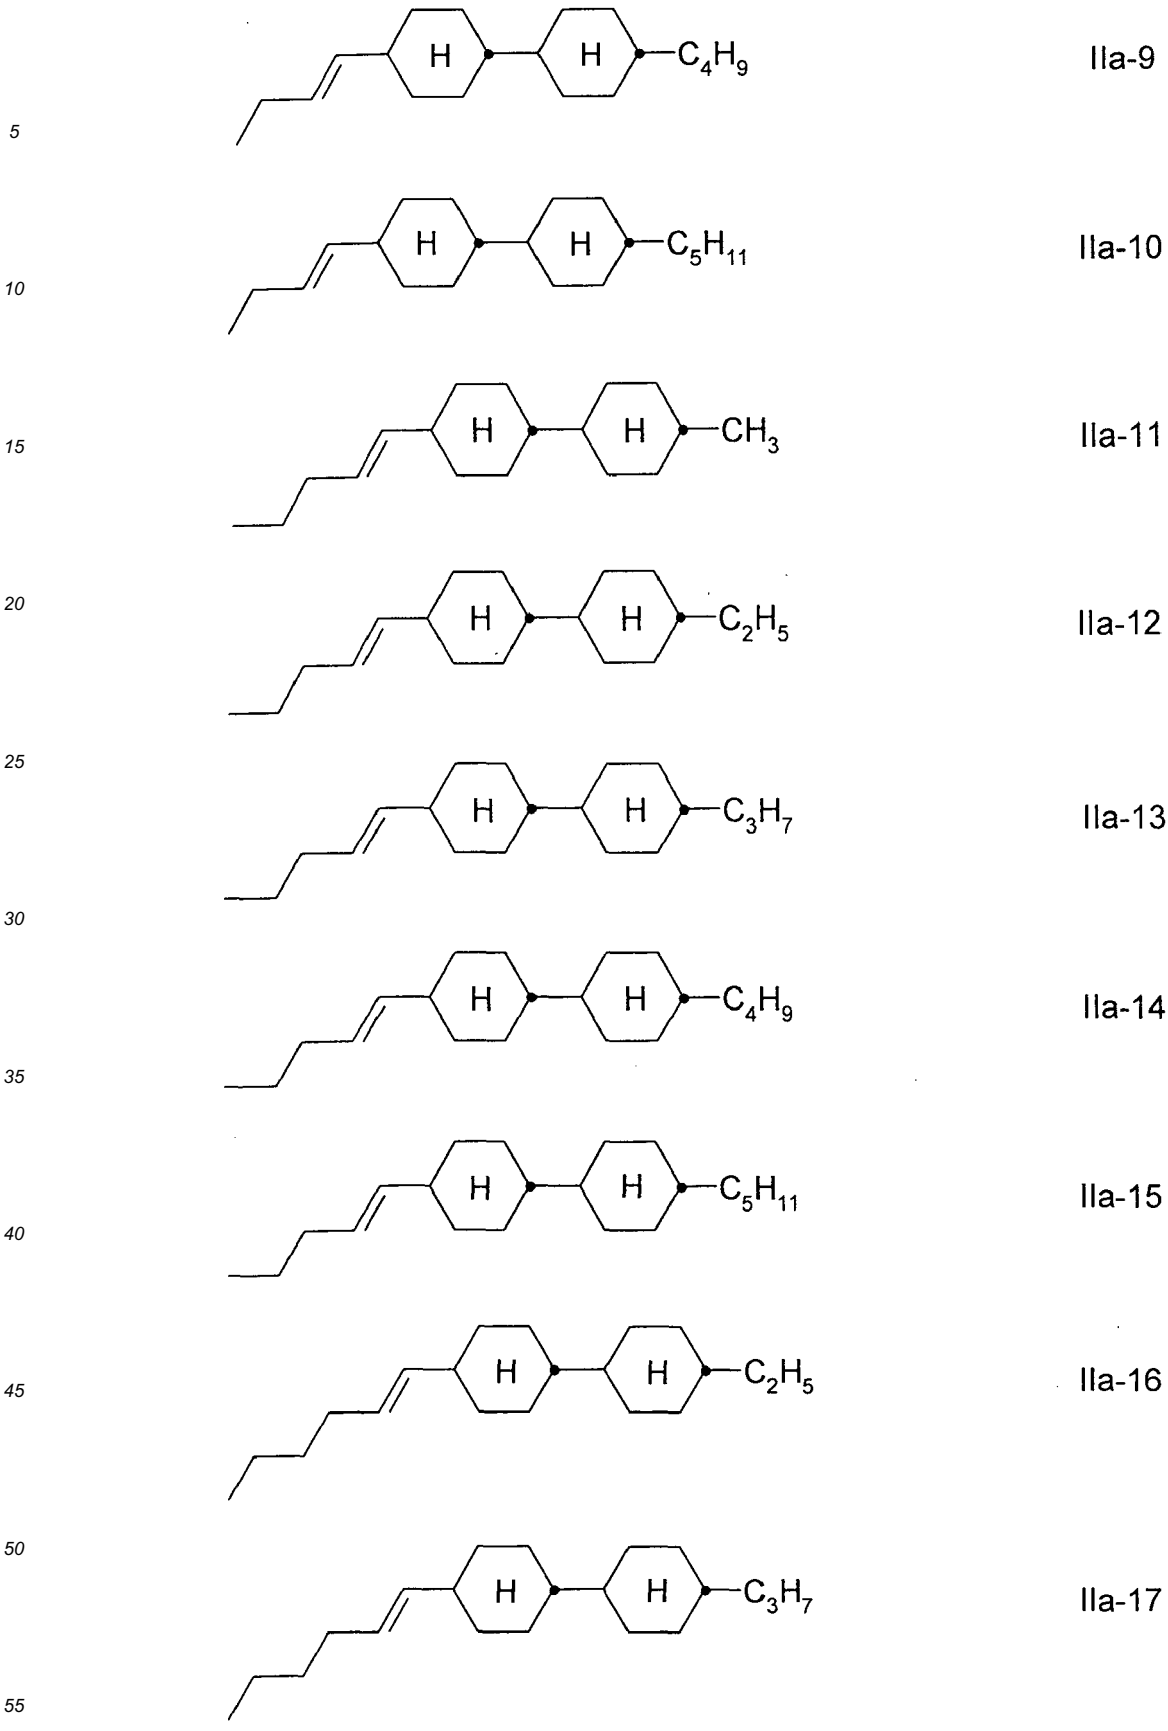 H H C₄H₉ IIa-9
5
H H C₅H₁₁ IIa-10
10
H H CH₃ IIa-11
15
20
H H C₂H₅ IIa-12
25
H H C₃H₇ IIa-13
30
H H C₄H₉ IIa-14
35
H H C₅H₁₁ IIa-15
40
H H C₂H₅ IIa-16
45
50
H H C₃H₇ IIa-17
55